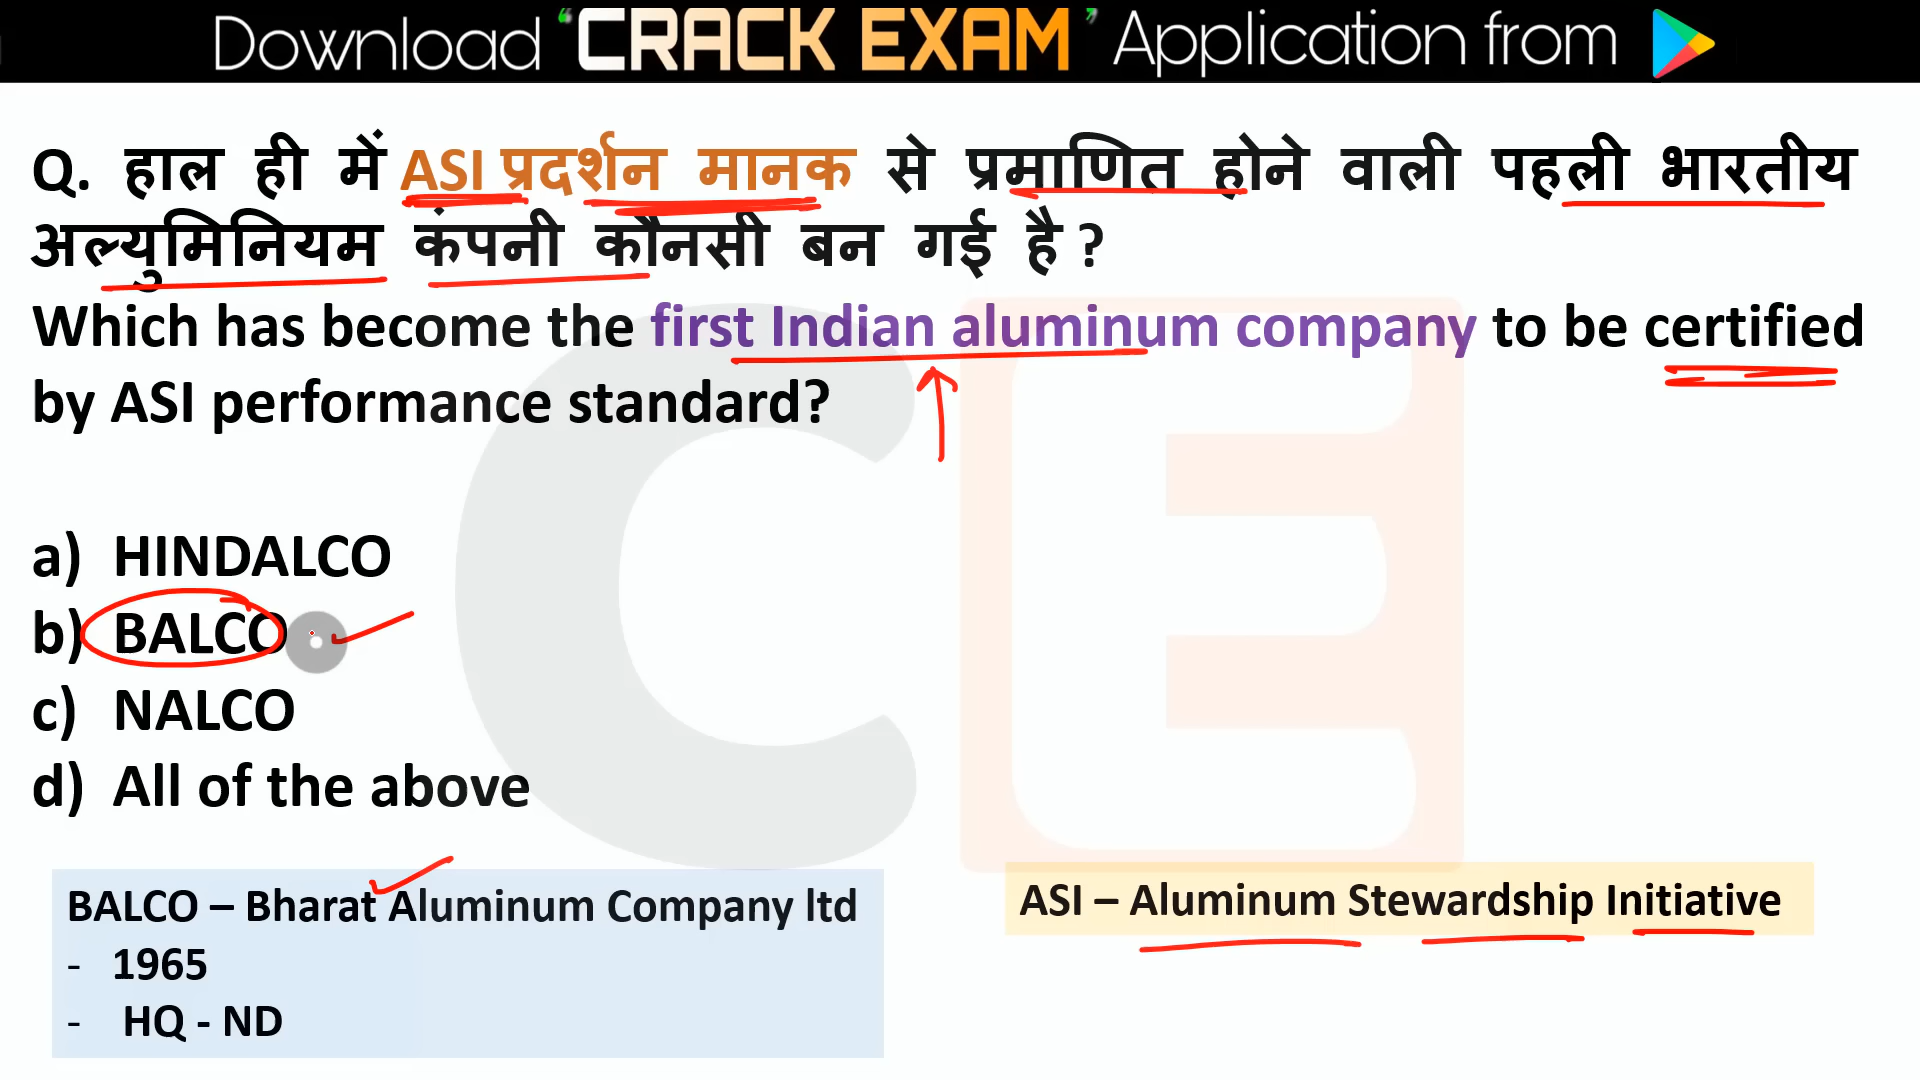 Download ‘CRACK EXAM’ Application from
Q. हाल ही में ASI प्रदर्शन मानक से प्रमाणित होने वाली पहली भारतीय
अल्युमिनियम कंपनी कौनसी बन गई है ?
Which has become the first Indian aluminum company to be certified
by ASI performance standard?
a) HINDALCO
b) BALCO
c) NALCO
d) All of the above
BALCO – Bharat Aluminum Company ltd
- 1965
- HQ - ND
ASI – Aluminum Stewardship Initiative
CE